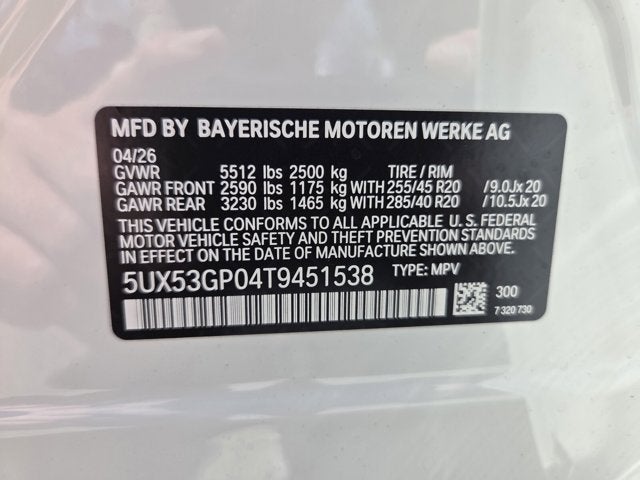 MFD BY BAYERISCHE MOTOREN WERKE AG
04/26
GVWR 5512 lbs 2500 kg TIRE / RIM
GAWR FRONT 2590 lbs 1175 kg WITH 255/45 R20 /9.0Jx20
GAWR REAR 3230 lbs 1465 kg WITH 285/40 R20 /10.5Jx20
THIS VEHICLE CONFORMS TO ALL APPLICABLE U. S. FEDERAL
MOTOR VEHICLE SAFETY AND THEFT PREVENTION STANDARDS
IN EFFECT ON THE DATE OF MANUFACTURE SHOWN ABOVE.
5UX53GP04T9451538 TYPE: MPV
300
7 320 730